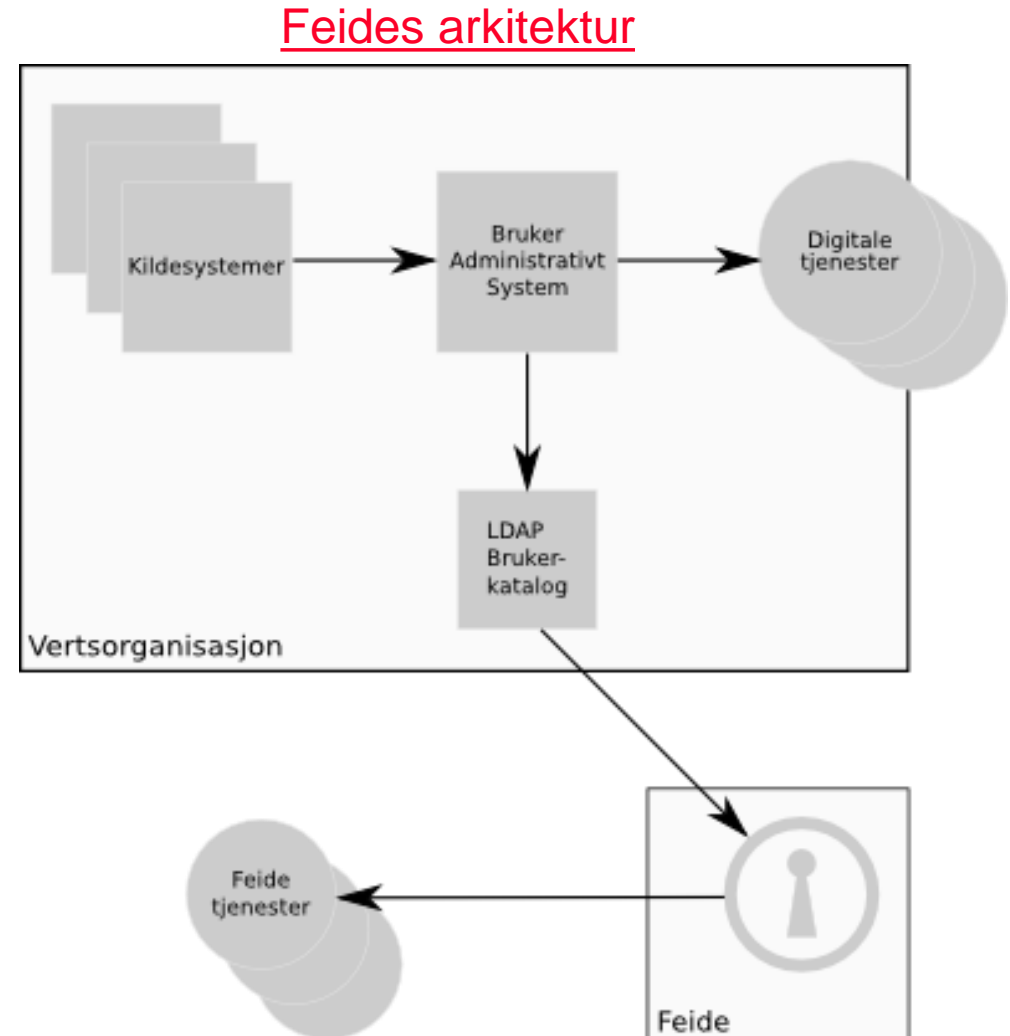 Feides arkitektur
Kildesystemer
Bruker
Administrativt
System
Digitale
tjenester
LDAP
Bruker-
katalog
Vertsorganisasjon
Feide
tjenester
Feide